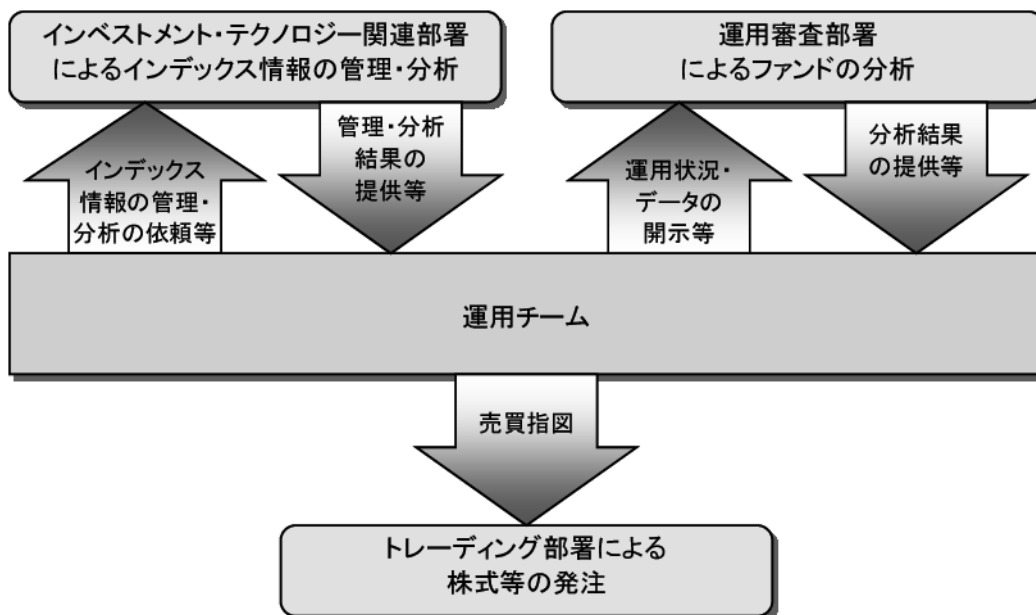 インベストメント・テクノロジー関連部署
によるインデックス情報の管理・分析
運用審査部署
によるファンドの分析
インデックス
情報の管理・
分析の依頼等
管理・分析
結果の
提供等
運用状況・
データの
開示等
分析結果
の提供等
運用チーム
売買指図
トレーディング部署による
株式等の発注